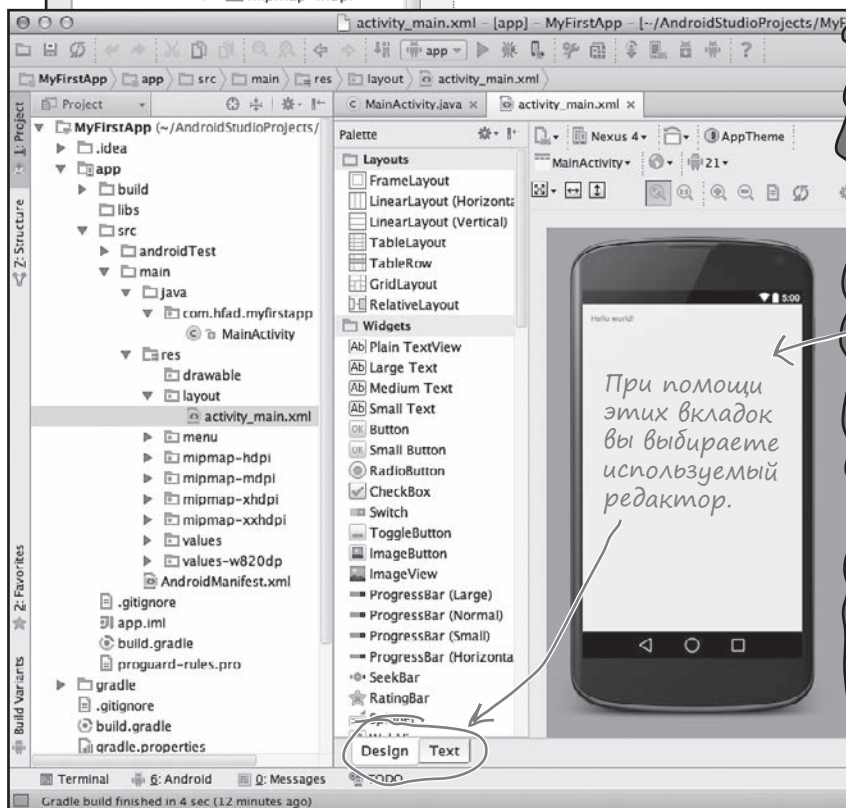 activity_main.xml – [app] – MyFirstApp – [~/AndroidStudioProjects/MyF
app
?
MyFirstApp app src main res layout activity_main.xml
Project
MainActivity.java × activity_main.xml ×
1: Project
Z: Structure
2: Favorites
Build Variants
MyFirstApp (~/AndroidStudioProjects/
.idea
app
build
libs
src
androidTest
main
java
com.hfad.myfirstapp
MainActivity
res
drawable
layout
activity_main.xml
menu
mipmap-hdpi
mipmap-mdpi
mipmap-xhdpi
mipmap-xxhdpi
values
values-w820dp
AndroidManifest.xml
.gitignore
app.iml
build.gradle
proguard-rules.pro
gradle
.gitignore
build.gradle
gradle.properties
Palette
Layouts
FrameLayout
LinearLayout (Horizonta
LinearLayout (Vertical)
TableLayout
TableRow
GridLayout
RelativeLayout
Widgets
Ab Plain TextView
Ab Large Text
Ab Medium Text
Ab Small Text
OK Button
OK Small Button
RadioButton
CheckBox
Switch
ToggleButton
ImageButton
ImageView
ProgressBar (Large)
ProgressBar (Normal)
ProgressBar (Small)
ProgressBar (Horizonta
SeekBar
RatingBar
Design Text
Nexus 4 AppTheme
MainActivity 21
5:00
Hello world!
При помощи
этих вкладок
вы выбираете
используемый
редактор.
Terminal 6: Android 0: Messages TODO
Gradle build finished in 4 sec (12 minutes ago)